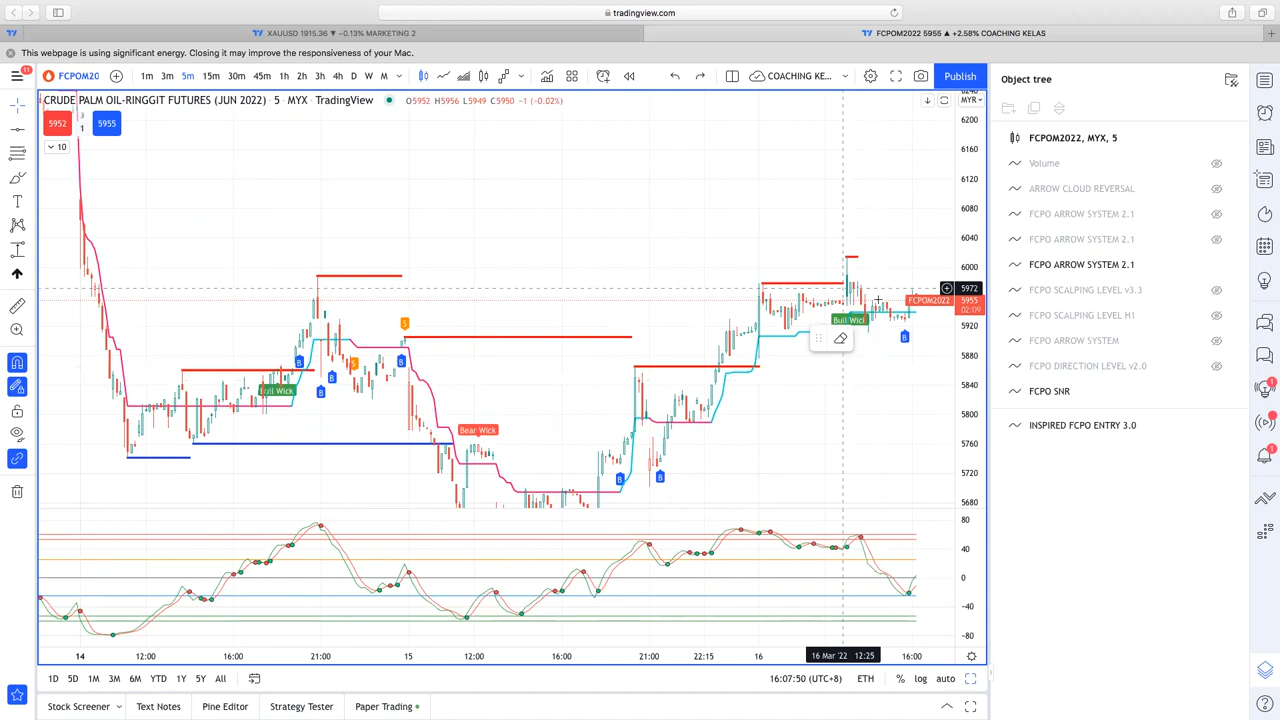 tradingview.com
XAUUSD 1915.36 ▼ −0.13% MARKETING 2
FCPOM2022 5955 ▲ +2.58% COACHING KELAS
This webpage is using significant energy. Closing it may improve the responsiveness of your Mac.
11
FCPOM20
1m 3m 5m 15m 30m 45m 1h 2h 3h 4h D W M
COACHING KE...
Publish
Object tree
CRUDE PALM OIL-RINGGIT FUTURES (JUN 2022) · 5 · MYX · TradingView
O5952 H5956 L5949 C5950 −1 (−0.02%)
MYR
5952
3
1
5955
10
6240
6200
6160
6120
6080
6040
6000
5972
FCPOM2022
5955
02:09
5920
5880
5840
5800
5760
5720
5680
Bull Wick
Bear Wick
Bull Wick
S
S
B
B
B
B
B
B
B
80
40
0
−40
−80
14
12:00
16:00
21:00
15
12:00
16:00
21:00
22:15
16
16 Mar '22 12:25
16:00
FCPOM2022, MYX, 5
Volume
ARROW CLOUD REVERSAL
FCPO ARROW SYSTEM 2.1
FCPO ARROW SYSTEM 2.1
FCPO ARROW SYSTEM 2.1
FCPO SCALPING LEVEL v3.3
FCPO SCALPING LEVEL H1
FCPO ARROW SYSTEM
FCPO DIRECTION LEVEL v2.0
FCPO SNR
INSPIRED FCPO ENTRY 3.0
1
1
1D 5D 1M 3M 6M YTD 1Y 5Y All
16:07:50 (UTC+8)
ETH
% log auto
Stock Screener
Text Notes
Pine Editor
Strategy Tester
Paper Trading